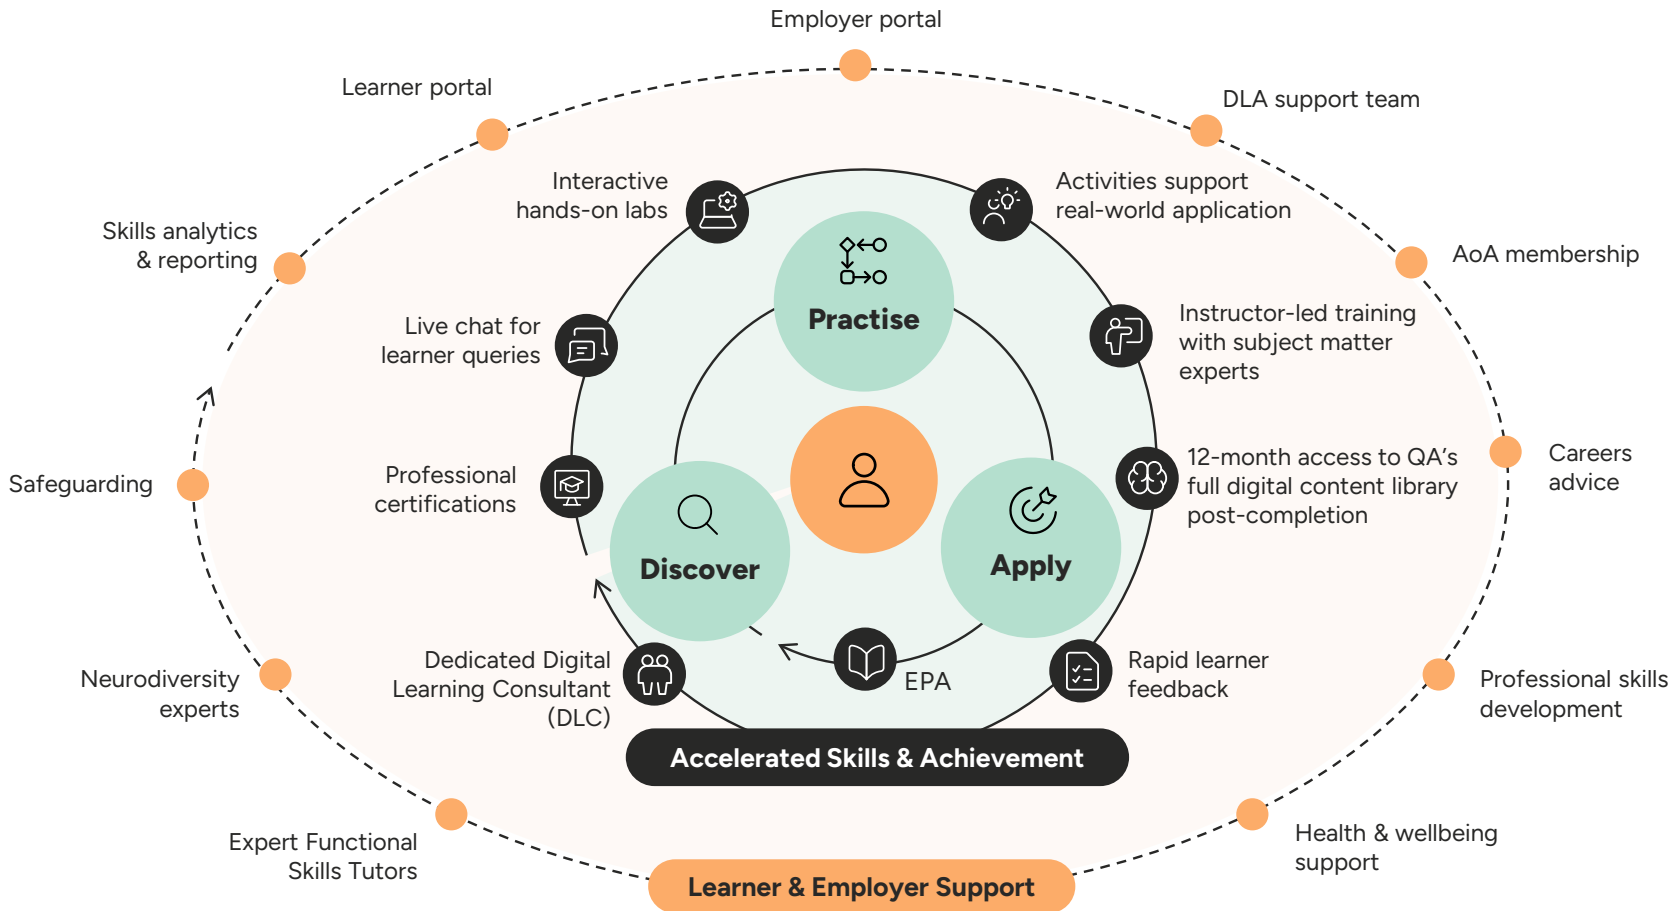 Employer portal
Learner portal
DLA support team
Interactive
hands-on labs
Activities support
real-world application
Skills analytics
& reporting
AoA membership
Practise
Live chat for
learner queries
Instructor-led training
with subject matter
experts
Safeguarding
Professional
certifications
12-month access to QA’s
full digital content library
post-completion
Careers
advice
Discover
Apply
Neurodiversity
experts
Dedicated Digital
Learning Consultant
(DLC)
EPA
Rapid learner
feedback
Professional skills
development
Accelerated Skills & Achievement
Expert Functional
Skills Tutors
Health & wellbeing
support
Learner & Employer Support